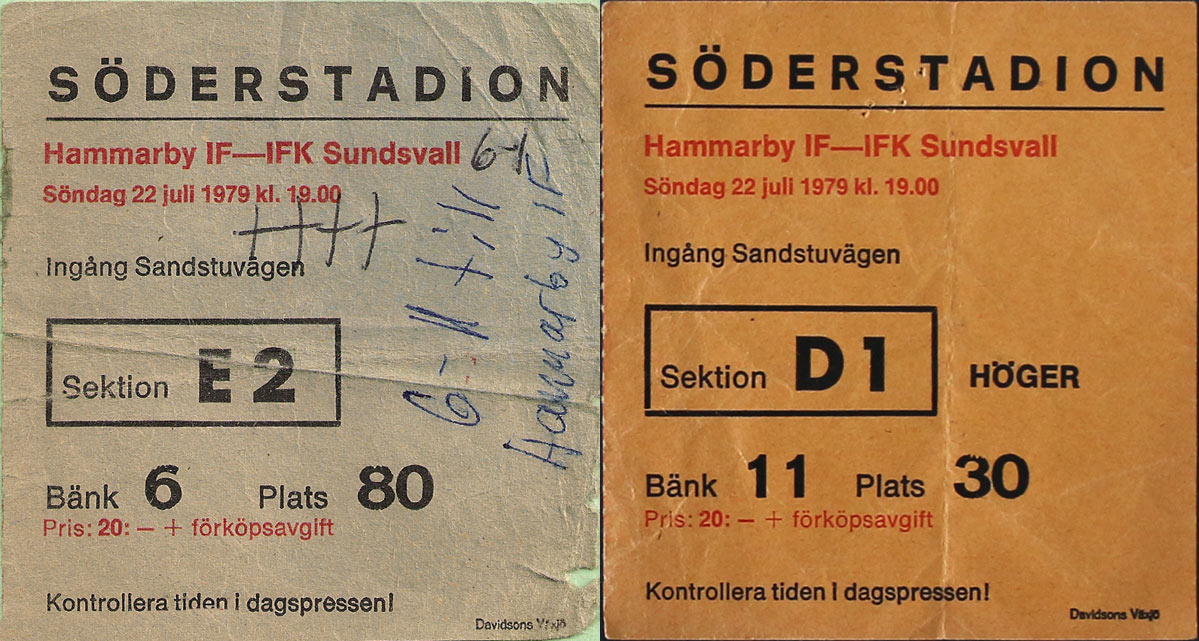 SÖDERSTADION
Hammarby IF—IFK Sundsvall 6-1
Söndag 22 juli 1979 kl. 19.00
Ingång Sandstuvägen
Sektion E 2
Bänk 6 Plats 80
Pris: 20: — + förköpsavgift
Kontrollera tiden i dagspressen!
Davidsons Växjö
till
Hammarby IF
SÖDERSTADION
Hammarby IF—IFK Sundsvall
Söndag 22 juli 1979 kl. 19.00
Ingång Sandstuvägen
Sektion D 1 HÖGER
Bänk 11 Plats 30
Pris: 20: — + förköpsavgift
Kontrollera tiden i dagspressen!
Davidsons Växjö